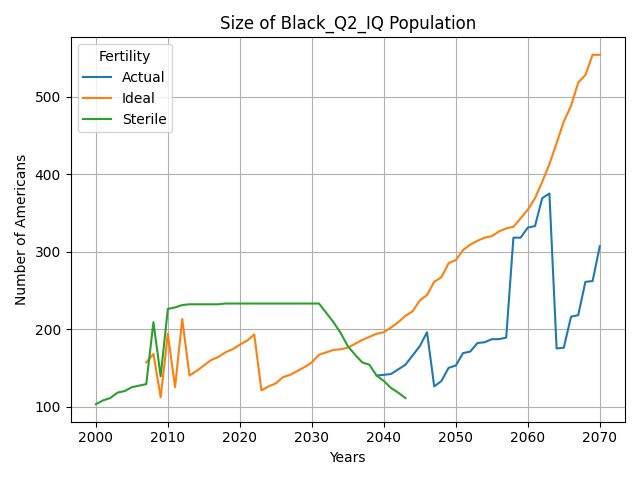 Size of Black_Q2_IQ Population
Fertility
Actual
Ideal
Sterile
Number of Americans
500
400
300
200
100
2000 2010 2020 2030 2040 2050 2060 2070
Years